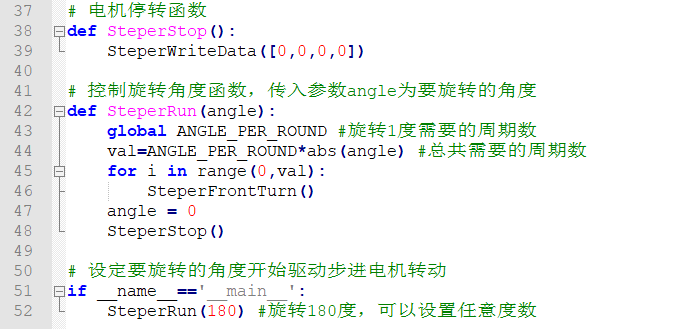 37 # 电机停转函数
38 def SteperStop():
39 SteperWriteData([0,0,0,0])
40
41 # 控制旋转角度函数，传入参数angle为要旋转的角度
42 def SteperRun(angle):
43 global ANGLE_PER_ROUND #旋转1度需要的周期数
44 val=ANGLE_PER_ROUND*abs(angle) #总共需要的周期数
45 for i in range(0,val):
46 SteperFrontTurn()
47 angle = 0
48 SteperStop()
49
50 # 设定要旋转的角度开始驱动步进电机转动
51 if __name__=='__main__':
52 SteperRun(180) #旋转180度，可以设置任意度数